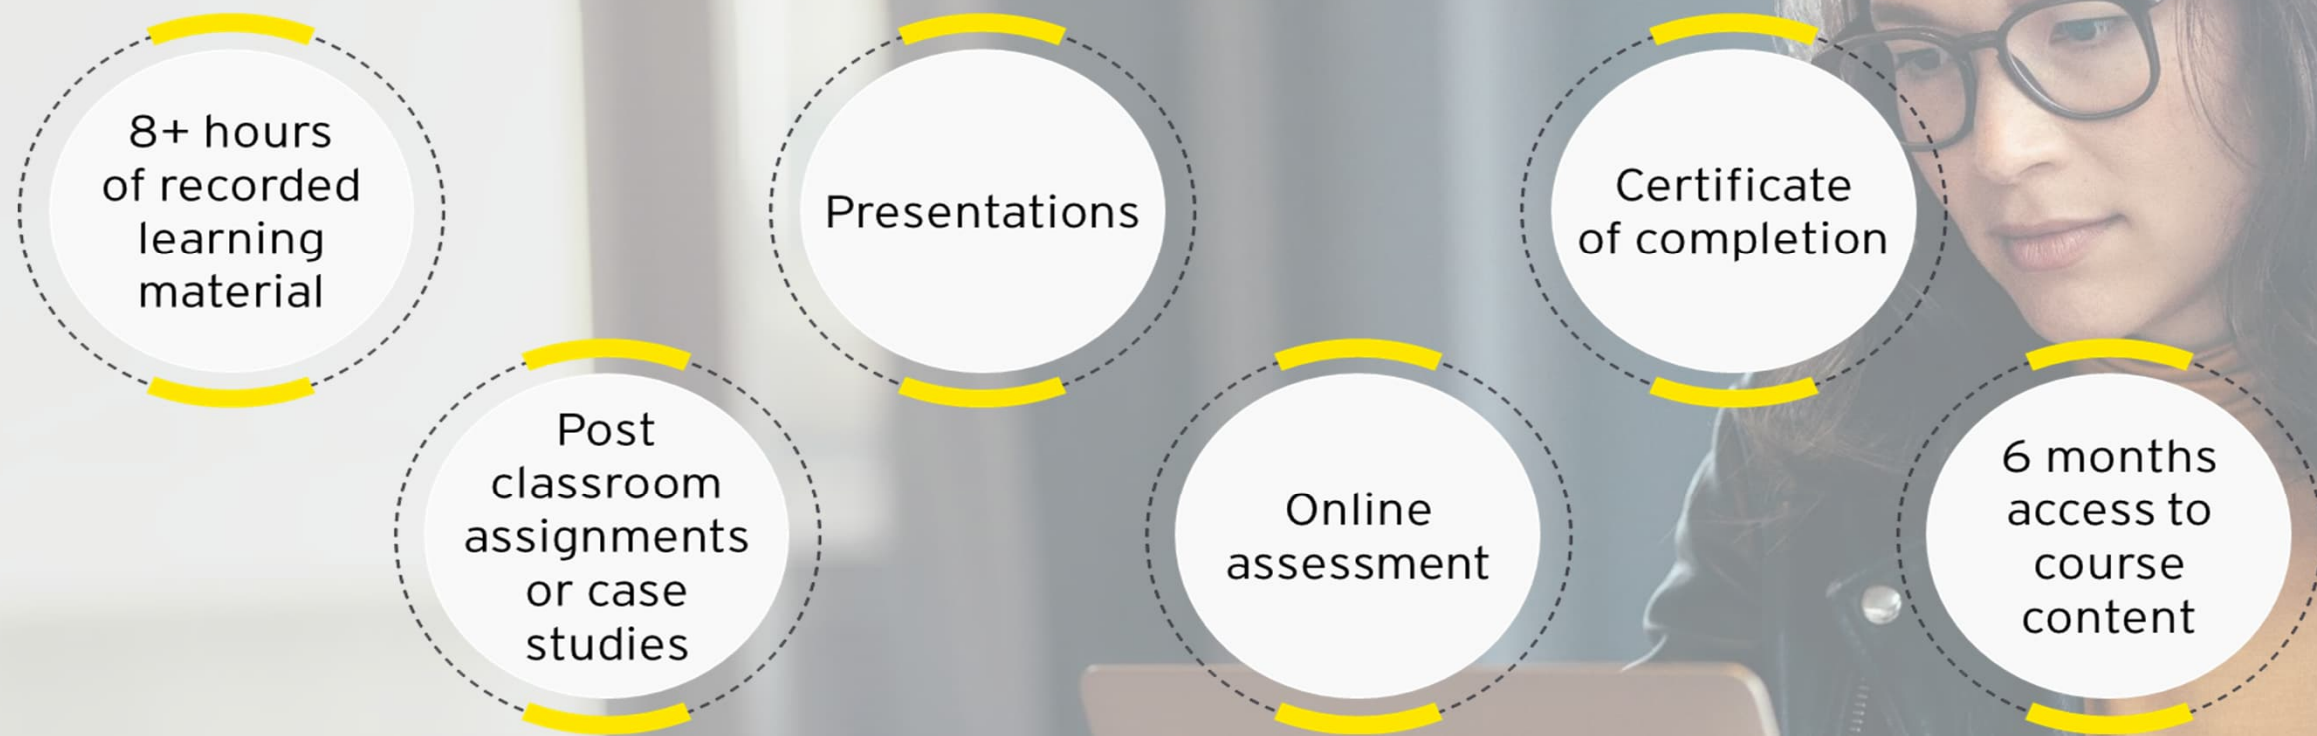 8+ hours
of recorded
learning
material
Post
classroom
assignments
or case
studies
Presentations
Online
assessment
Certificate
of completion
6 months
access to
course
content